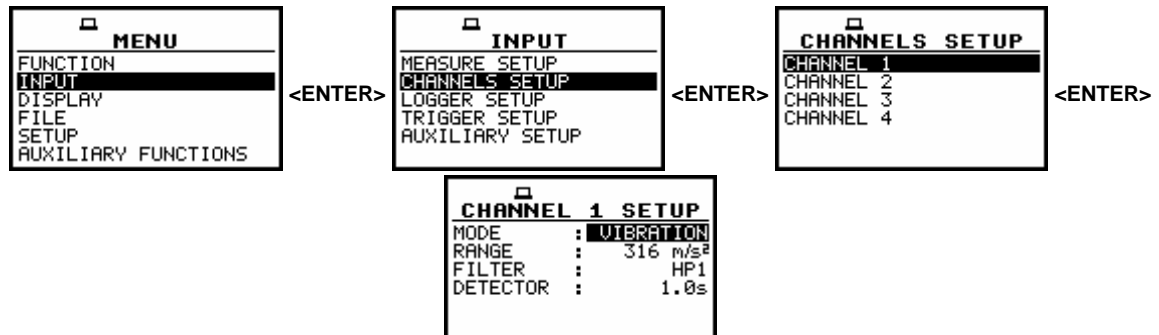 MENU
FUNCTION
INPUT
DISPLAY
FILE
SETUP
AUXILIARY FUNCTIONS
<ENTER>
INPUT
MEASURE SETUP
CHANNELS SETUP
LOGGER SETUP
TRIGGER SETUP
AUXILIARY SETUP
<ENTER>
CHANNELS SETUP
CHANNEL 1
CHANNEL 2
CHANNEL 3
CHANNEL 4
<ENTER>
CHANNEL 1 SETUP
MODE : VIBRATION
RANGE : 316 m/s²
FILTER : HP1
DETECTOR : 1.0s